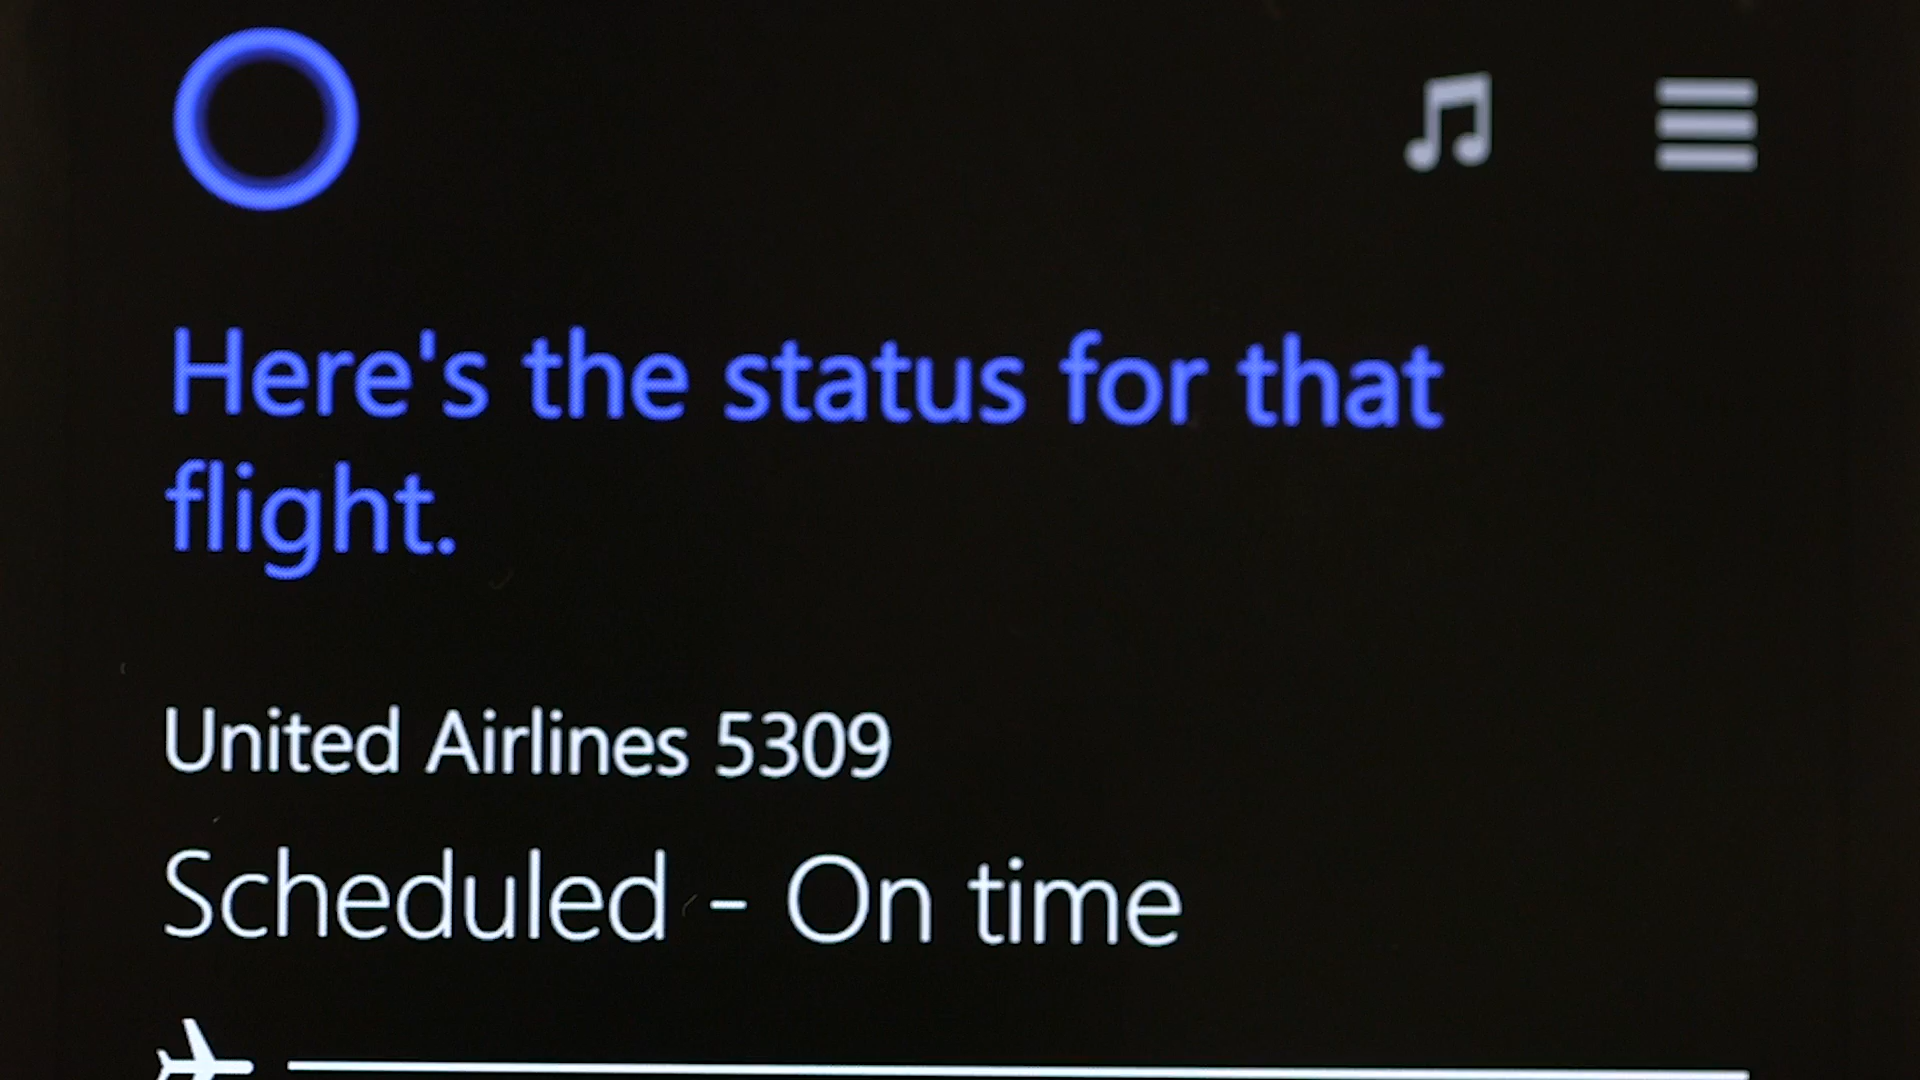 Here's the status for that
flight.
United Airlines 5309
Scheduled - On time